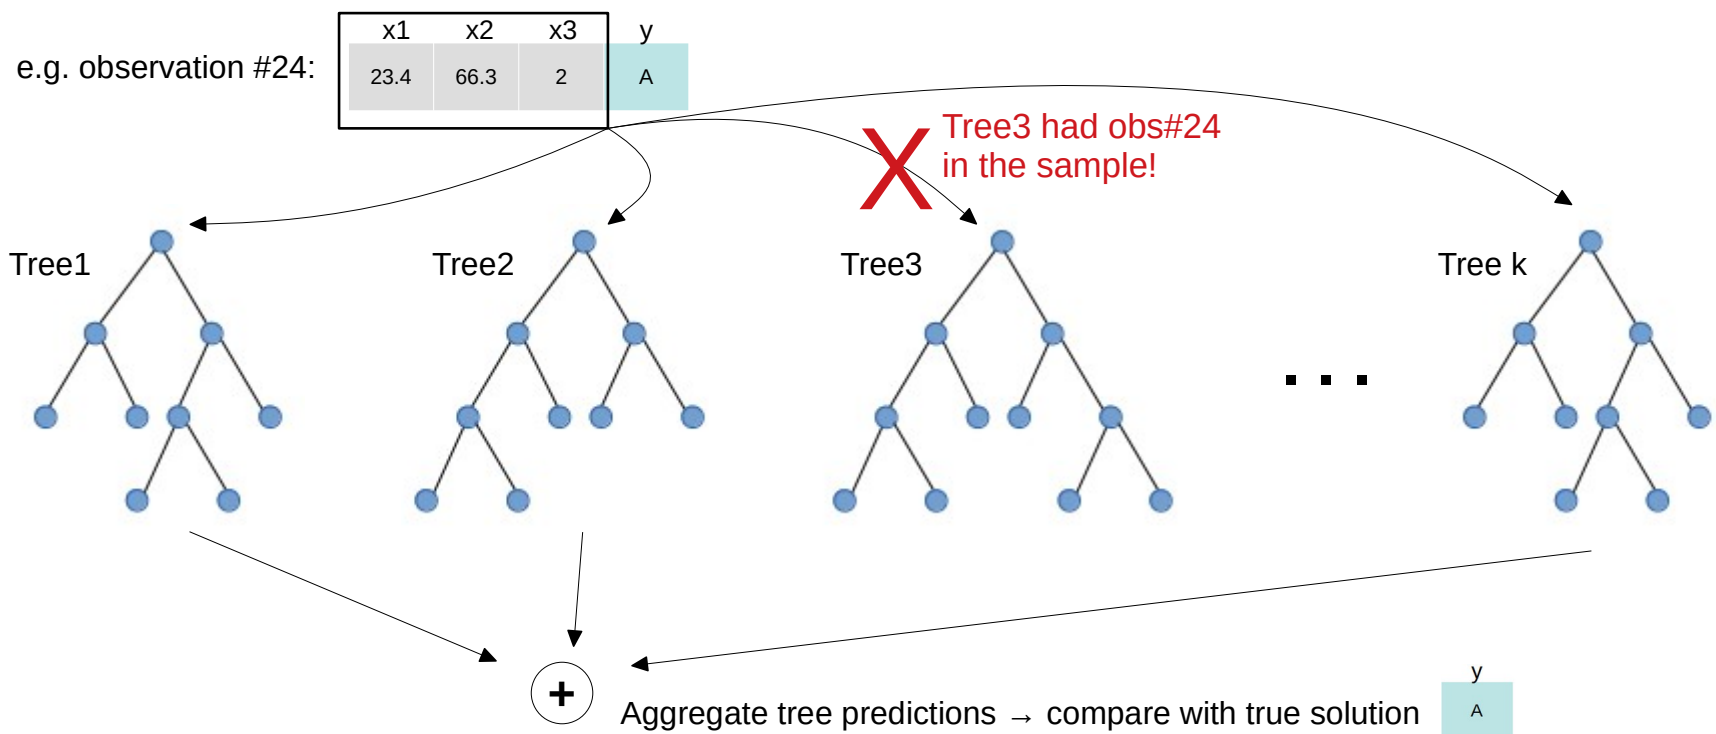 x1 x2 x3 y
e.g. observation #24:
23.4 66.3 2 A
Tree3 had obs#24
in the sample!
Tree1 Tree2 Tree3 Tree k
. . .
+
y
Aggregate tree predictions → compare with true solution
A